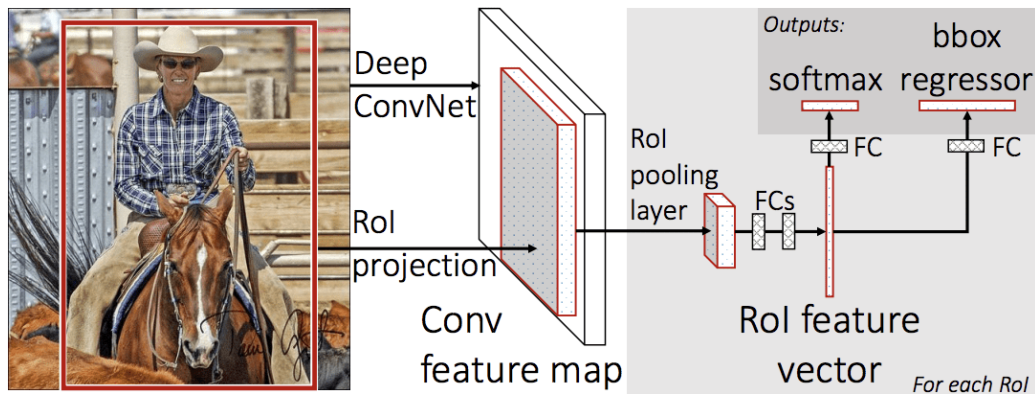 Deep
ConvNet
RoI
projection
Conv
feature map
RoI
pooling
layer
FCs
RoI feature
vector
Outputs:
softmax
bbox
regressor
FC
FC
For each RoI